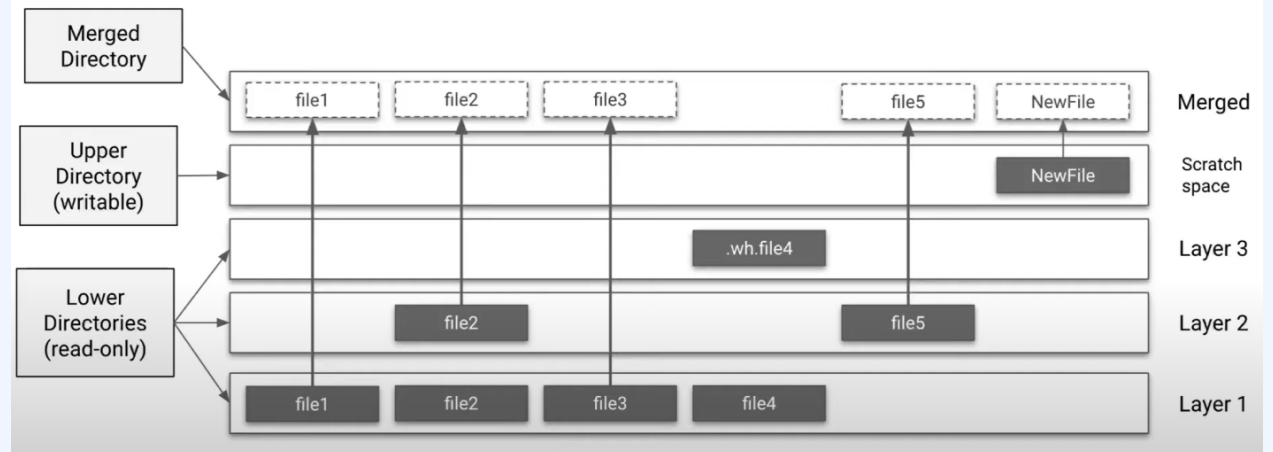 Merged
Directory
file1
file2
file3
file5
NewFile
Merged
Upper
Directory
(writable)
NewFile
Scratch
space
.wh.file4
Layer 3
Lower
Directories
(read-only)
file2
file5
Layer 2
file1
file2
file3
file4
Layer 1